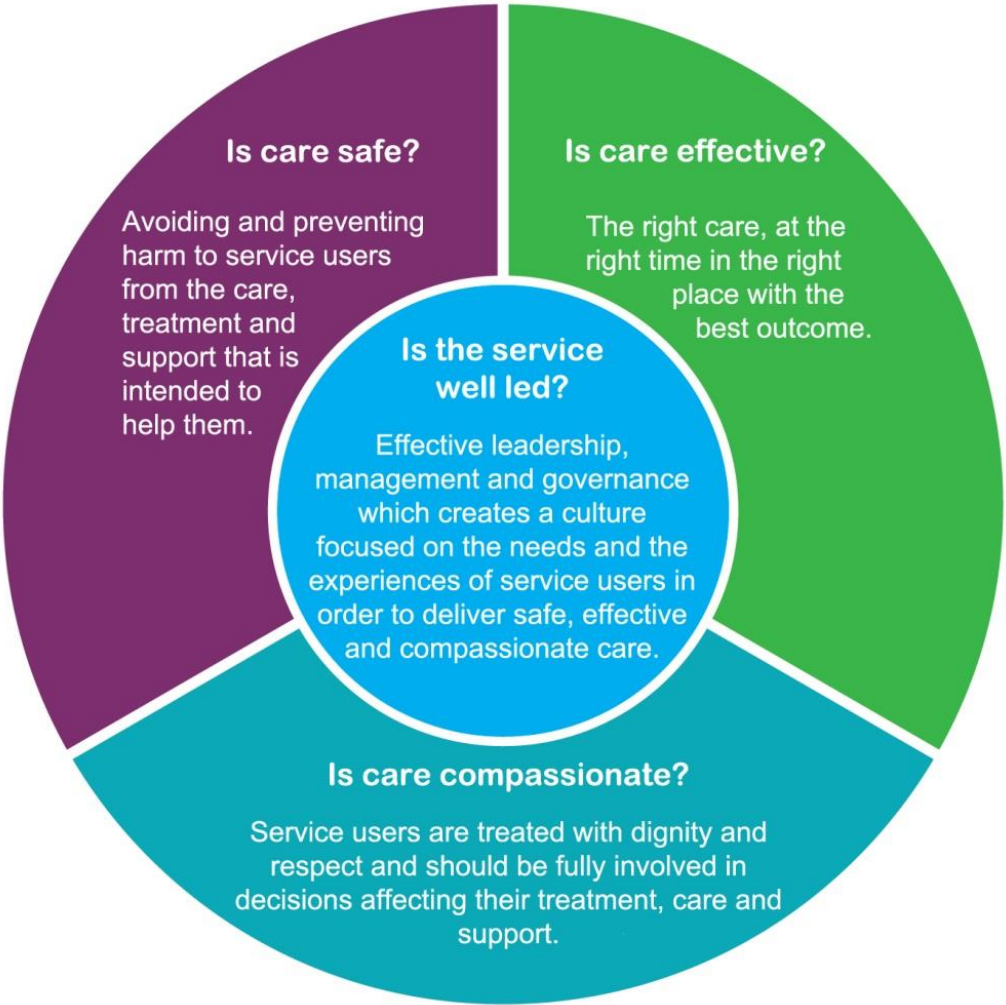 Is care safe?
Avoiding and preventing
harm to service users
from the care,
treatment and
support that is
intended to
help them.
Is care effective?
The right care, at the
right time in the right
place with the
best outcome.
Is the service
well led?
Effective leadership,
management and governance
which creates a culture
focused on the needs and the
experiences of service users in
order to deliver safe, effective
and compassionate care.
Is care compassionate?
Service users are treated with dignity and
respect and should be fully involved in
decisions affecting their treatment, care and
support.